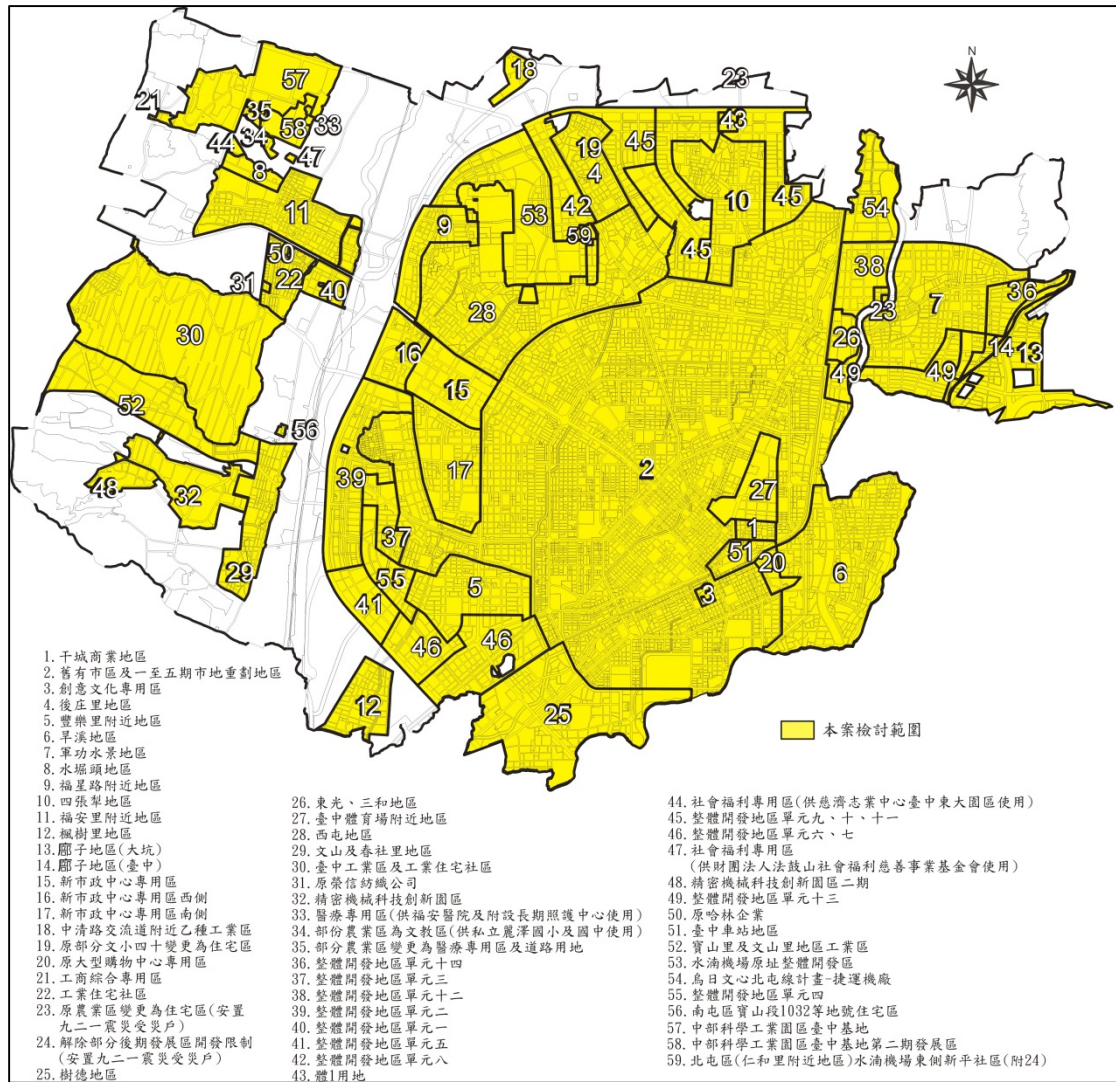 N
18
23
57
21
35
58
33
34
44
47
8
11
43
45
19
4
10
45
54
9
53
42
59
45
50
22
31
40
38
7
36
23
30
28
26
14
13
16
15
49
49
52
56
2
48
32
39
17
27
37
1
51
20
6
29
55
5
3
41
46
46
12
25
本案檢討範圍
1.干城商業地區
2.舊有市區及一至五期市地重劃地區
3.創意文化專用區
4.後庄里地區
5.豐樂里附近地區
6.旱溪地區
7.軍功水景地區
8.水堀頭地區
9.福星路附近地區
10.四張犁地區
11.福安里附近地區
12.楓樹里地區
13.廍子地區(大坑)
14.廍子地區(臺中)
15.新市政中心專用區
16.新市政中心專用區西側
17.新市政中心專用區南側
18.中清路交流道附近乙種工業區
19.原部分文小四十變更為住宅區
20.原大型購物中心專用區
21.工商綜合專用區
22.工業住宅社區
23.原農業區變更為住宅區(安置
九二一震災受災戶)
24.解除部分後期發展區開發限制
(安置九二一震災受災戶)
25.樹德地區
26.東光、三和地區
27.臺中體育場附近地區
28.西屯地區
29.文山及春社里地區
30.臺中工業區及工業住宅社區
31.原榮信紡織公司
32.精密機械科技創新園區
33.醫療專用區(供福安醫院及附設長期照護中心使用)
34.部份農業區為文教區(供私立麗澤國小及國中使用)
35.部分農業區變更為醫療專用區及道路用地
36.整體開發地區單元十四
37.整體開發地區單元三
38.整體開發地區單元十二
39.整體開發地區單元二
40.整體開發地區單元一
41.整體開發地區單元五
42.整體開發地區單元八
43.體1用地
44.社會福利專用區(供慈濟志業中心臺中東大園區使用)
45.整體開發地區單元九、十、十一
46.整體開發地區單元六、七
47.社會福利專用區
(供財團法人法鼓山社會福利慈善事業基金會使用)
48.精密機械科技創新園區二期
49.整體開發地區單元十三
50.原哈林企業
51.臺中車站地區
52.寶山里及文山里地區工業區
53.水湳機場原址整體開發區
54.烏日文心北屯線計畫-捷運機廠
55.整體開發地區單元四
56.南屯區寶山段1032等地號住宅區
57.中部科學工業園區臺中基地
58.中部科學工業園區臺中基地第二期發展區
59.北屯區(仁和里附近地區)水湳機場東側新平社區(附24)